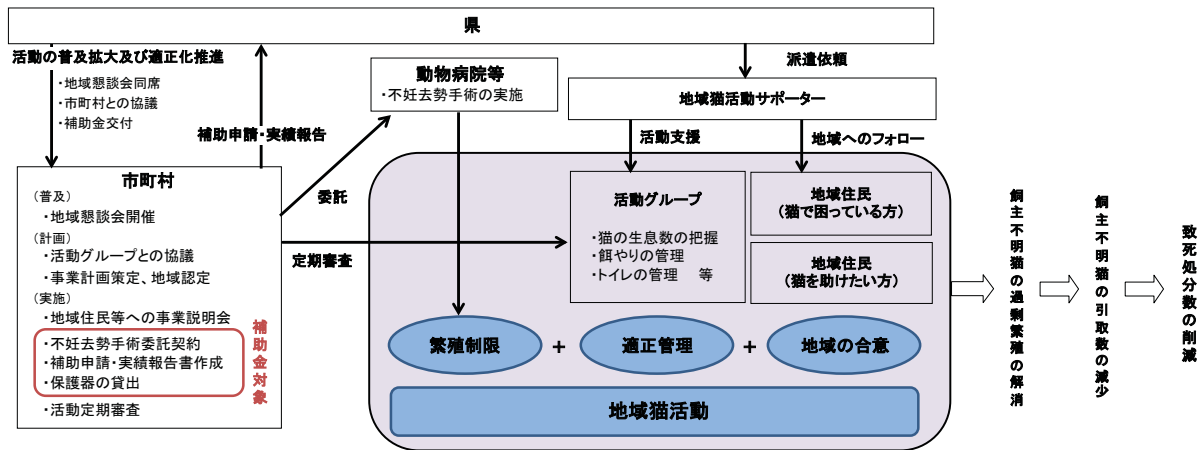 県
活動の普及拡大及び適正化推進
・地域懇談会同席
・市町村との協議
・補助金交付
補助申請・実績報告
動物病院等
・不妊去勢手術の実施
派遣依頼
地域猫活動サポーター
活動支援
地域へのフォロー
市町村
(普及)
・地域懇談会開催
(計画)
・活動グループとの協議
・事業計画策定、地域認定
(実施)
・地域住民等への事業説明会
・不妊去勢手術委託契約
・補助申請・実績報告書作成
・保護器の貸出
・活動定期審査
補助金対象
委託
定期審査
活動グループ
・猫の生息数の把握
・餌やりの管理
・トイレの管理 等
地域住民
(猫で困っている方)
地域住民
(猫を助けたい方)
繁殖制限
+
適正管理
+
地域の合意
地域猫活動
飼主不明猫の過剰繁殖の解消
飼主不明猫の引取数の減少
致死処分数の削減